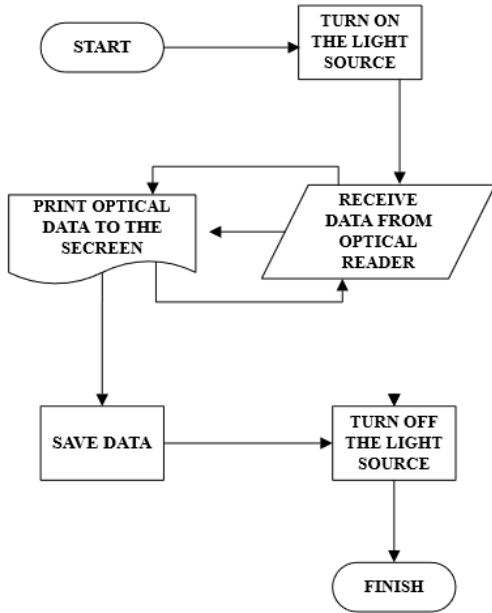 START
TURN ON
THE LIGHT
SOURCE
PRINT OPTICAL
DATA TO THE
SECREEN
RECEIVE
DATA FROM
OPTICAL
READER
SAVE DATA
TURN OFF
THE LIGHT
SOURCE
FINISH